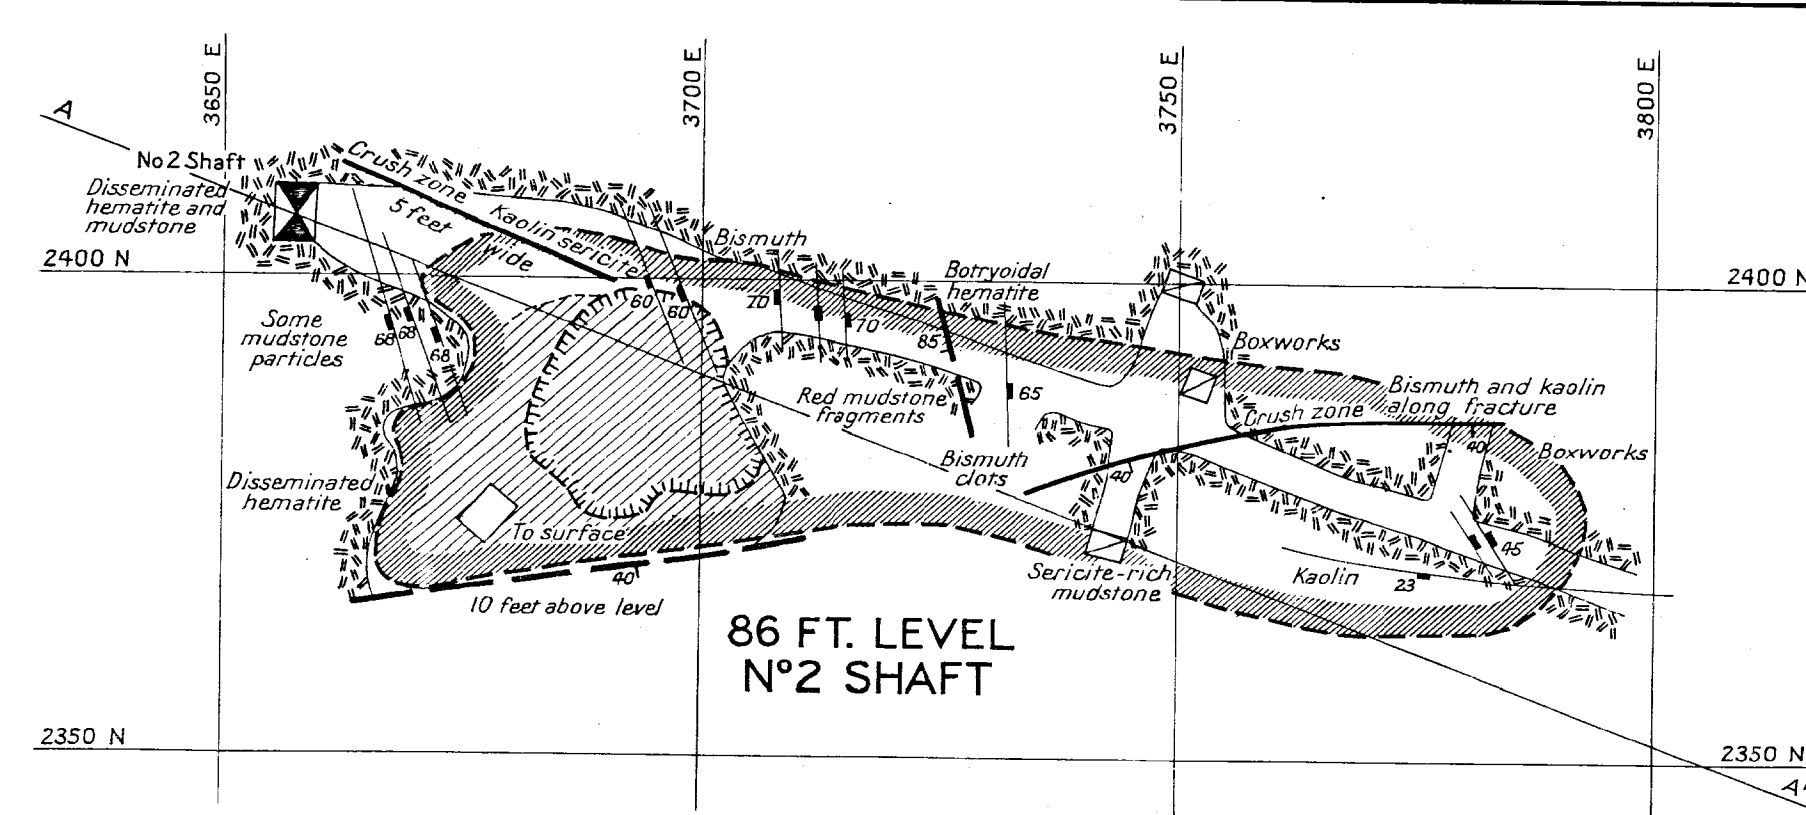 3650 E
3700 E
3750 E
3800 E
A
No 2 Shaft
Disseminated
hematite and
mudstone
Crush zone
5 feet
wide
Kaolin sericite
Bismuth
2400 N
2400 N
Botryoidal
hematite
Some
mudstone
particles
68
68
68
60
60
70
70
85
65
Boxworks
Red mudstone
fragments
Bismuth and kaolin
along fracture
Crush zone
40
Boxworks
Bismuth
clots
40
Disseminated
hematite
To surface
45
40
10 feet above level
Sericite-rich
mudstone
Kaolin
23
86 FT. LEVEL
Nº2 SHAFT
2350 N
2350 N
A